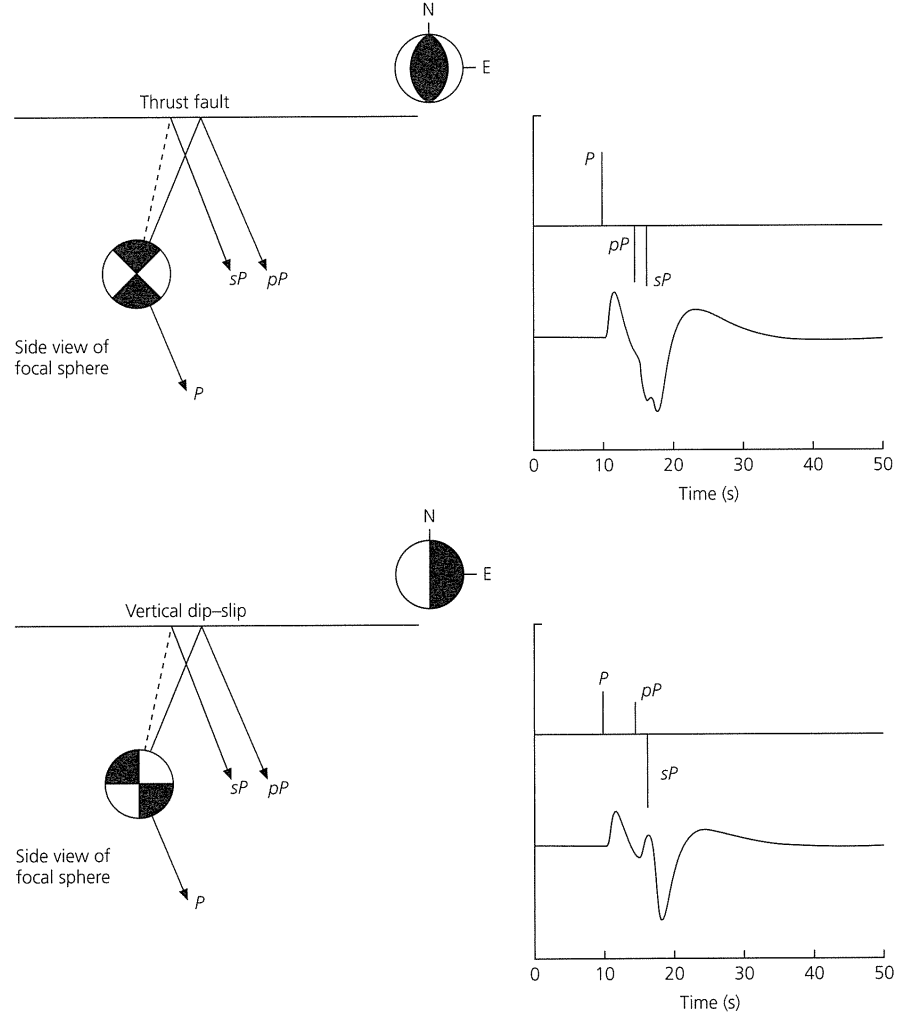 N
E
Thrust fault
P
pP
sP
sP pP
Side view of
focal sphere
P
0 10 20 30 40 50
Time (s)
N
E
Vertical dip–slip
P
pP
sP
sP pP
Side view of
focal sphere
P
0 10 20 30 40 50
Time (s)